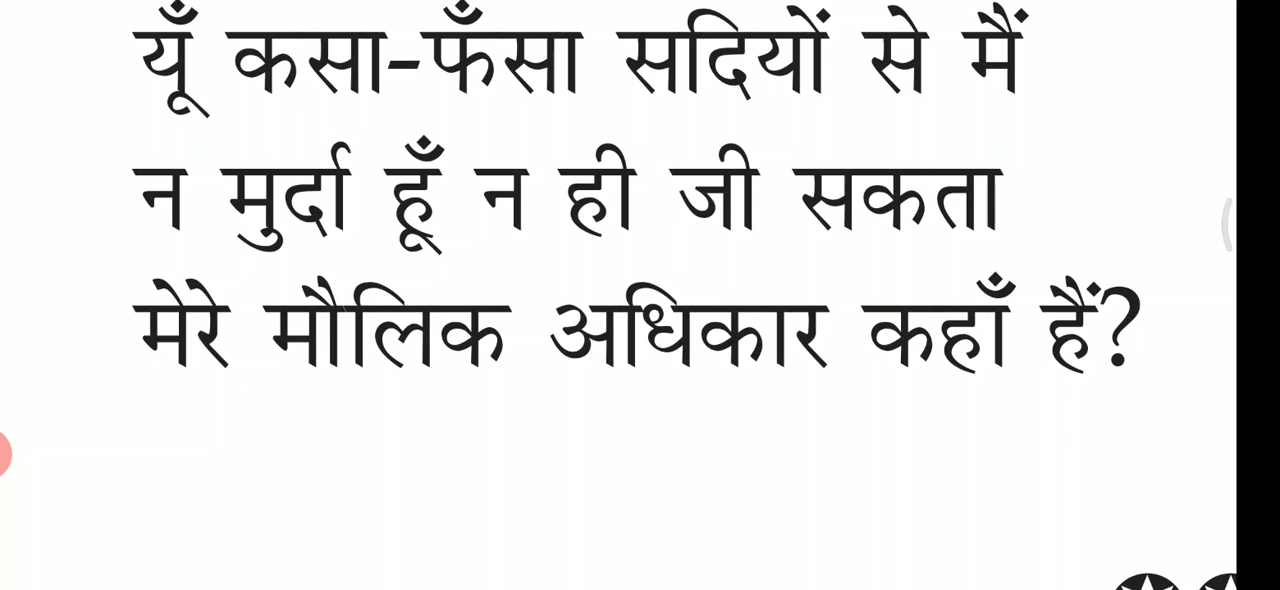 यूँ कसा-फँसा सदियों से मैं
न मुर्दा हूँ न ही जी सकता
मेरे मौलिक अधिकार कहाँ हैं?